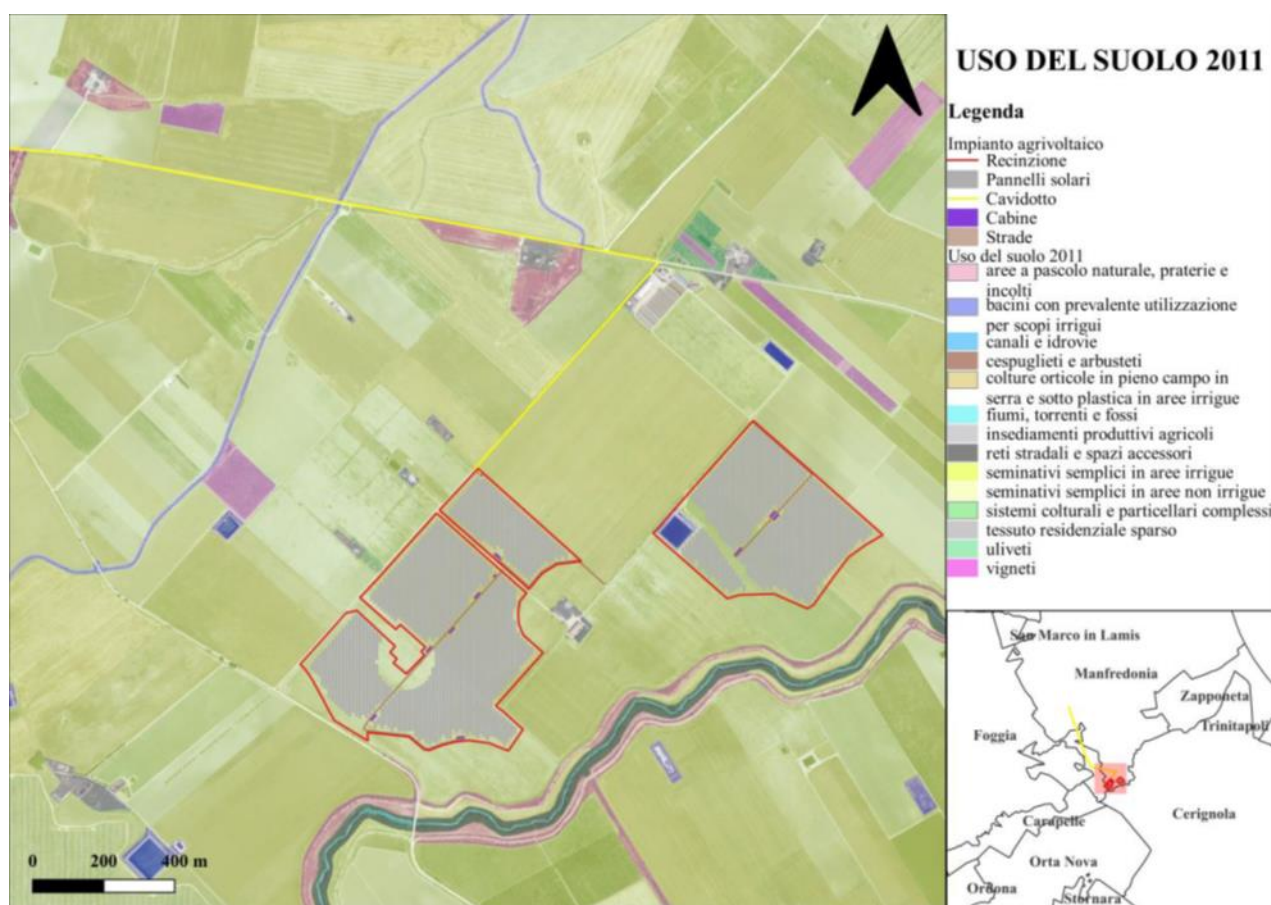 USO DEL SUOLO 2011
Legenda
Impianto agrivoltaico
Recinzione
Pannelli solari
Cavidotto
Cabine
Strade
Uso del suolo 2011
aree a pascolo naturale, praterie e
incolti
bacini con prevalente utilizzazione
per scopi irrigui
canali e idrovie
cespuglieti e arbusteti
colture orticole in pieno campo in
serra e sotto plastica in aree irrigue
fiumi, torrenti e fossi
insediamenti produttivi agricoli
reti stradali e spazi accessori
seminativi semplici in aree irrigue
seminativi semplici in aree non irrigue
sistemi colturali e particellari complessi
tessuto residenziale sparso
uliveti
vigneti
San Marco in Lamis
Manfredonia
Zapponeta
Trinitapoli
Foggia
Cerignola
Carapelle
Orta Nova
Ordona
Stornara
0 200 400 m